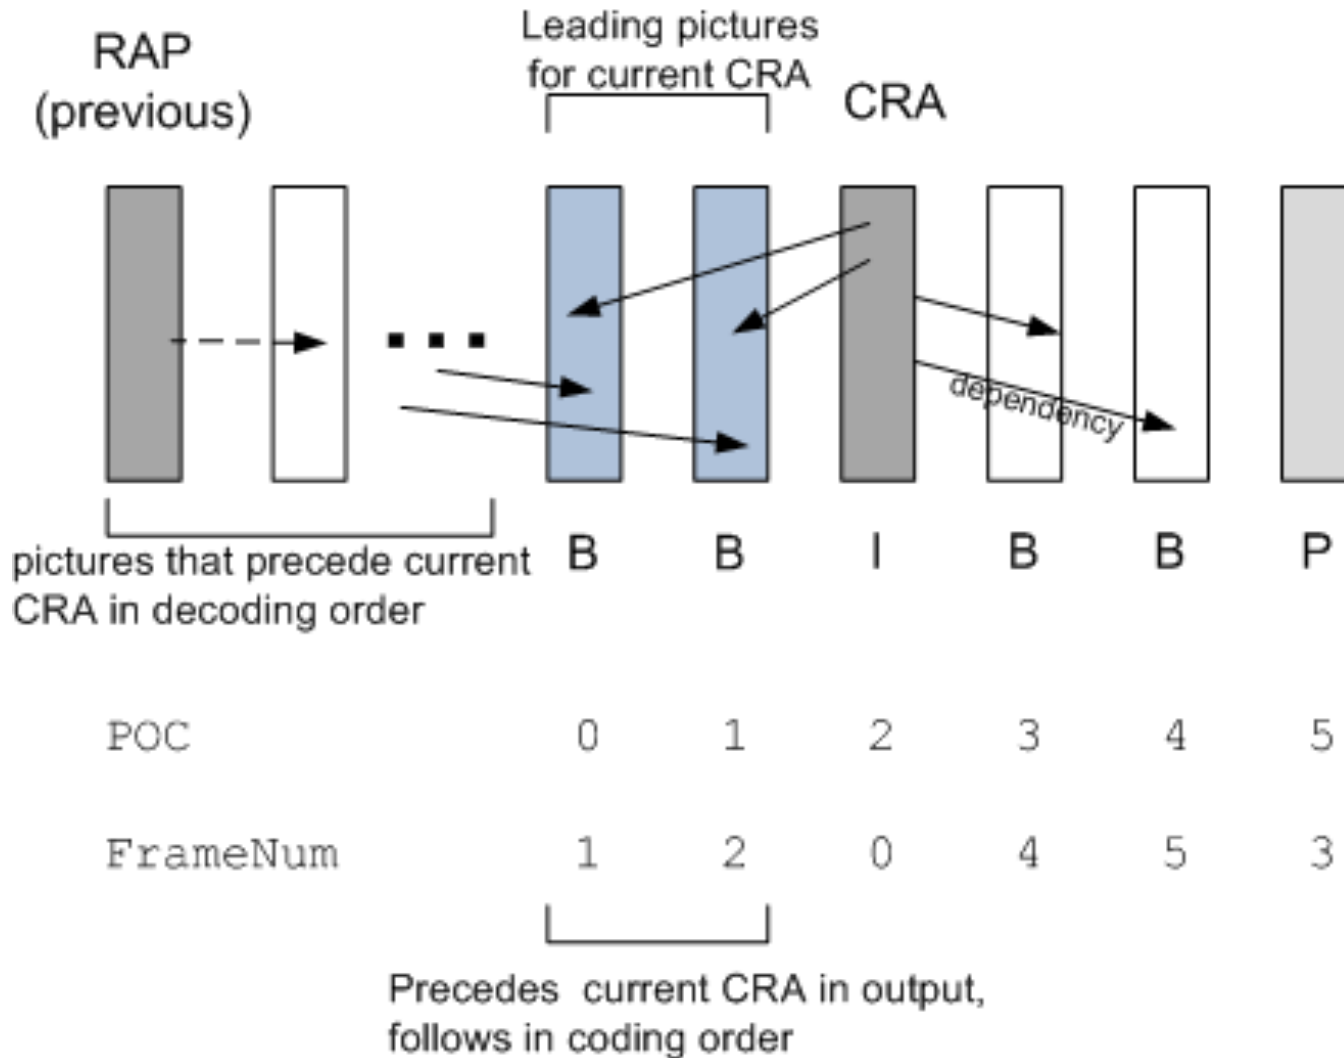 RAP
(previous)
Leading pictures
for current CRA
CRA
dependency
pictures that precede current
CRA in decoding order
B B I B B P
POC 0 1 2 3 4 5
FrameNum 1 2 0 4 5 3
Precedes current CRA in output,
follows in coding order